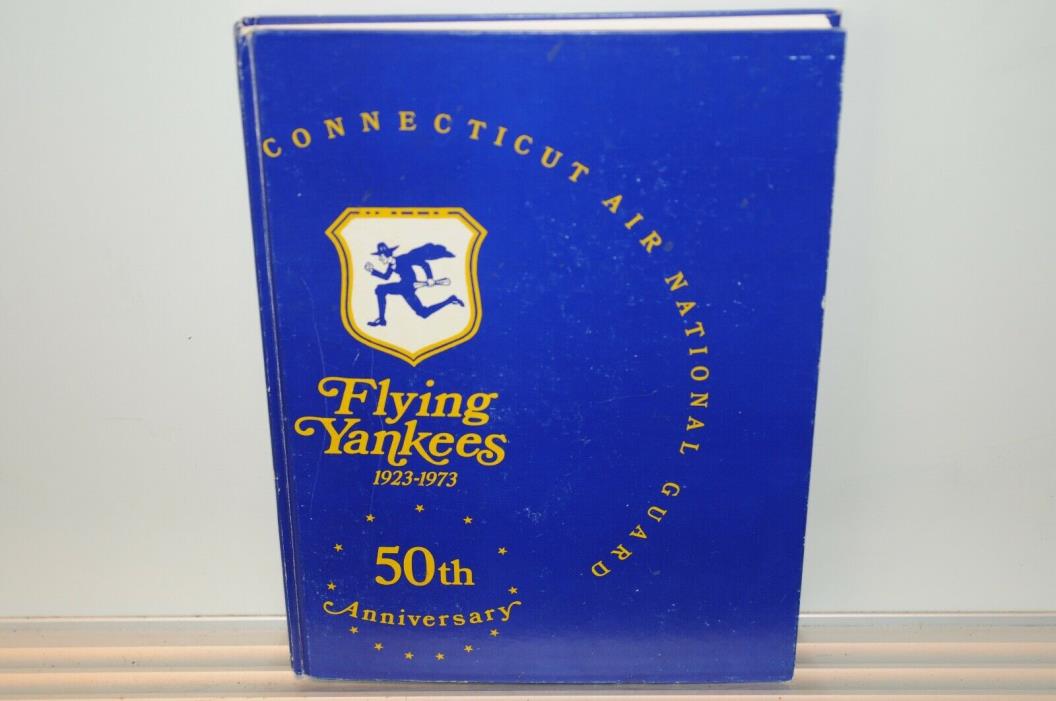 CONNECTICUT AIR NATIONAL GUARD
Flying
Yankees
1923-1973
50th
Anniversary